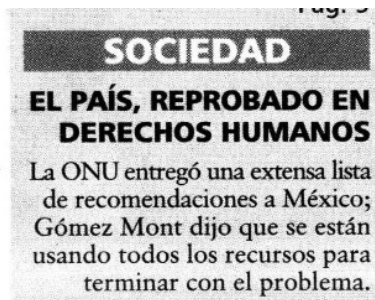 SOCIEDAD
EL PAÍS, REPROBADO EN
DERECHOS HUMANOS
La ONU entregó una extensa lista
de recomendaciones a México;
Gómez Mont dijo que se están
usando todos los recursos para
terminar con el problema.